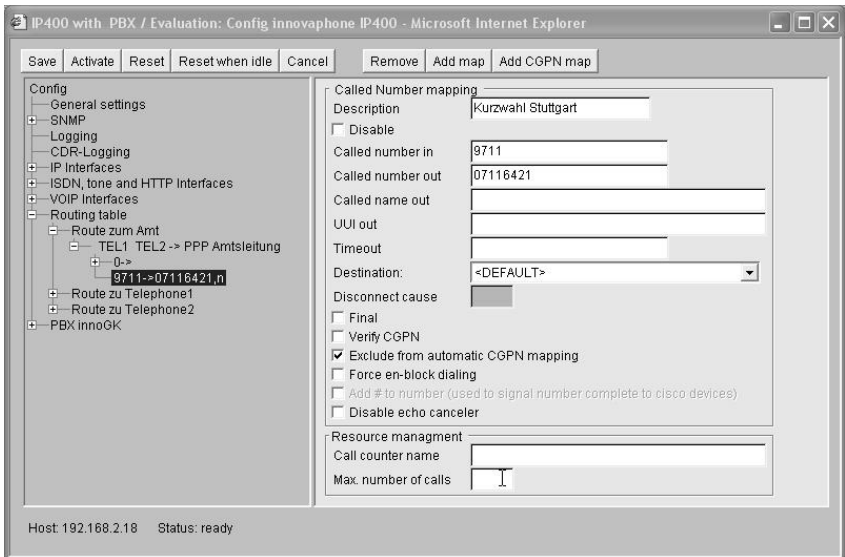 IP400 with PBX / Evaluation: Config innovaphone IP400 - Microsoft Internet Explorer
Save Activate Reset Reset when idle Cancel Remove Add map Add CGPN map
Config
General settings
SNMP
Logging
CDR-Logging
IP Interfaces
ISDN, tone and HTTP Interfaces
VOIP Interfaces
Routing table
Route zum Amt
TEL1 TEL2 -> PPP Amtsleitung
0->
9711->07116421,n
Route zu Telephone1
Route zu Telephone2
PBX innoGK
Called Number mapping
Description Kurzwahl Stuttgart
Disable
Called number in 9711
Called number out 07116421
Called name out
UUI out
Timeout
Destination: <DEFAULT>
Disconnect cause
Final
Verify CGPN
Exclude from automatic CGPN mapping
Force en-block dialing
Add # to number (used to signal number complete to cisco devices)
Disable echo canceler
Resource managment
Call counter name
Max. number of calls
Host: 192.168.2.18 Status: ready